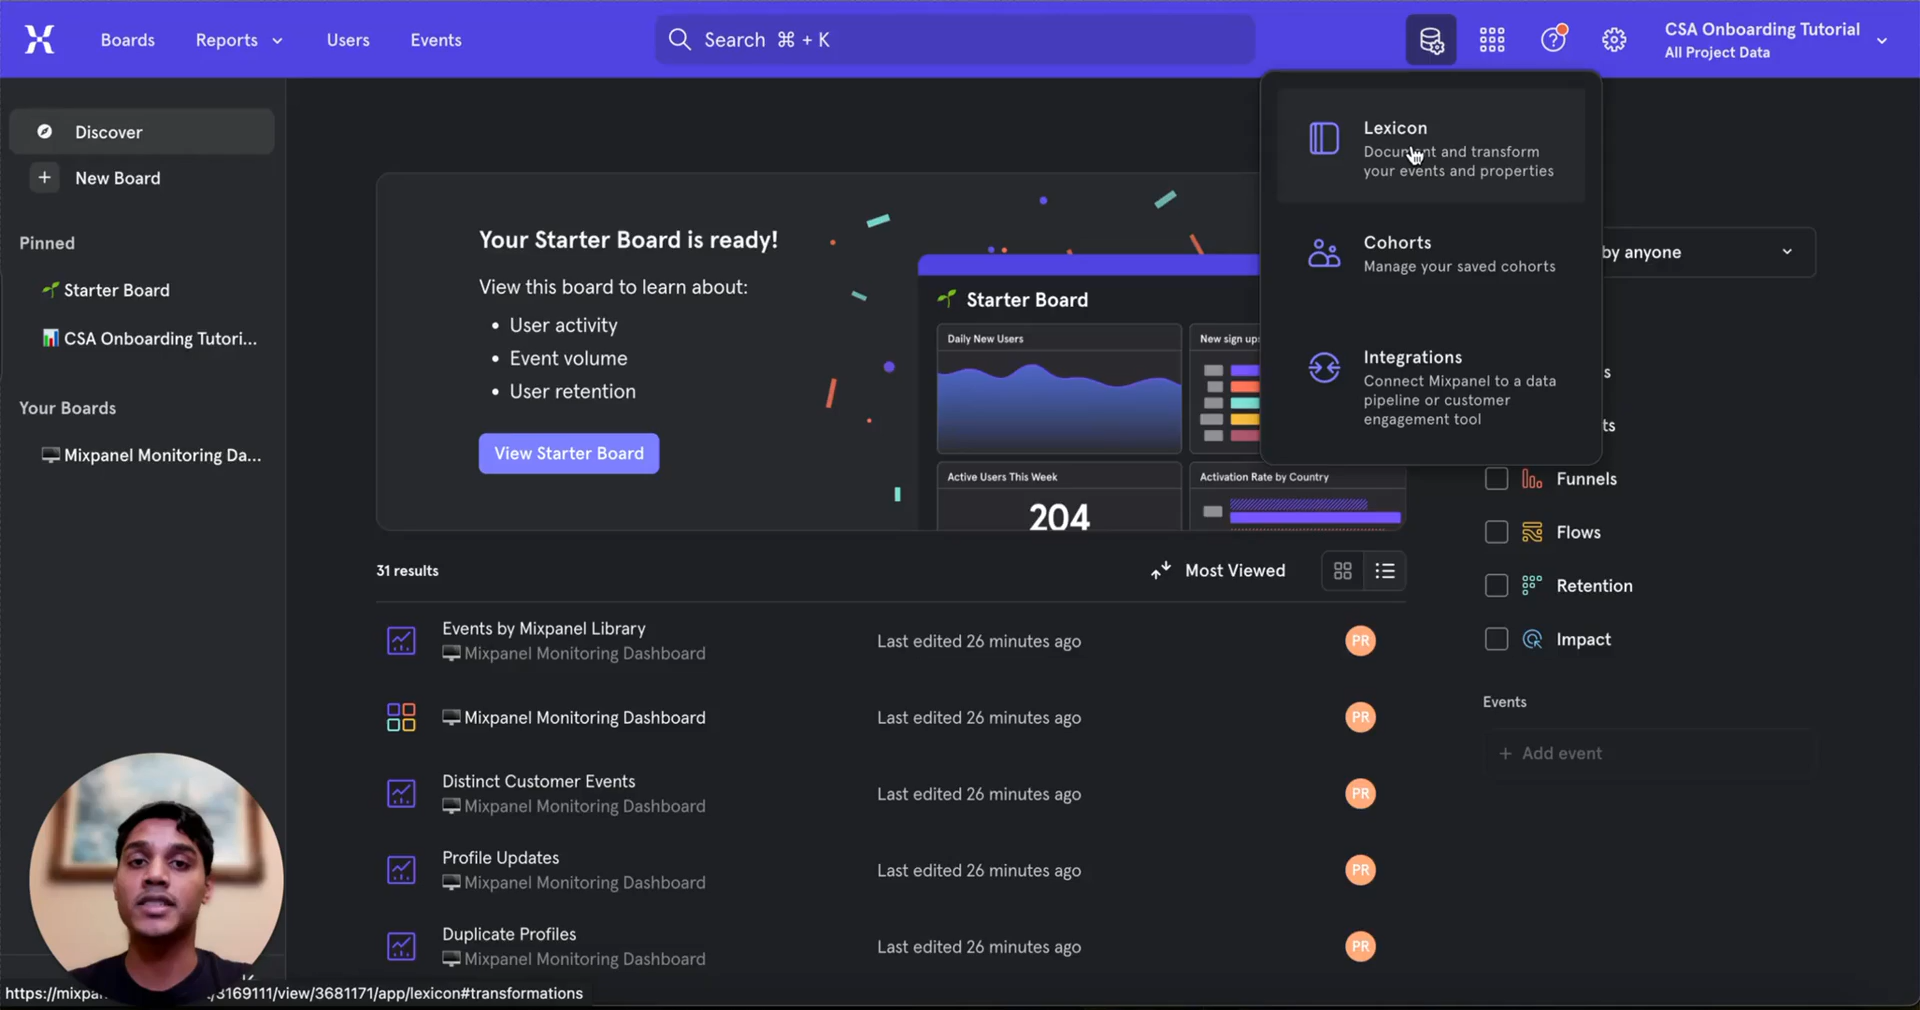 Boards
Reports
Users
Events
Search ⌘ + K
CSA Onboarding Tutorial
All Project Data
Discover
New Board
Pinned
Starter Board
CSA Onboarding Tutori...
Your Boards
Mixpanel Monitoring Da...
Your Starter Board is ready!
View this board to learn about:
• User activity
• Event volume
• User retention
View Starter Board
Starter Board
Daily New Users
New sign ups
Active Users This Week
204
Activation Rate by Country
Lexicon
Document and transform
your events and properties
Cohorts
Manage your saved cohorts
Integrations
Connect Mixpanel to a data
pipeline or customer
engagement tool
by anyone
Funnels
Flows
Retention
Impact
Events
+ Add event
31 results
Most Viewed
Events by Mixpanel Library
Mixpanel Monitoring Dashboard
Last edited 26 minutes ago
PR
Mixpanel Monitoring Dashboard
Last edited 26 minutes ago
PR
Distinct Customer Events
Mixpanel Monitoring Dashboard
Last edited 26 minutes ago
PR
Profile Updates
Mixpanel Monitoring Dashboard
Last edited 26 minutes ago
PR
Duplicate Profiles
Mixpanel Monitoring Dashboard
Last edited 26 minutes ago
PR
https://mixpan
/3169111/view/3681171/app/lexicon#transformations